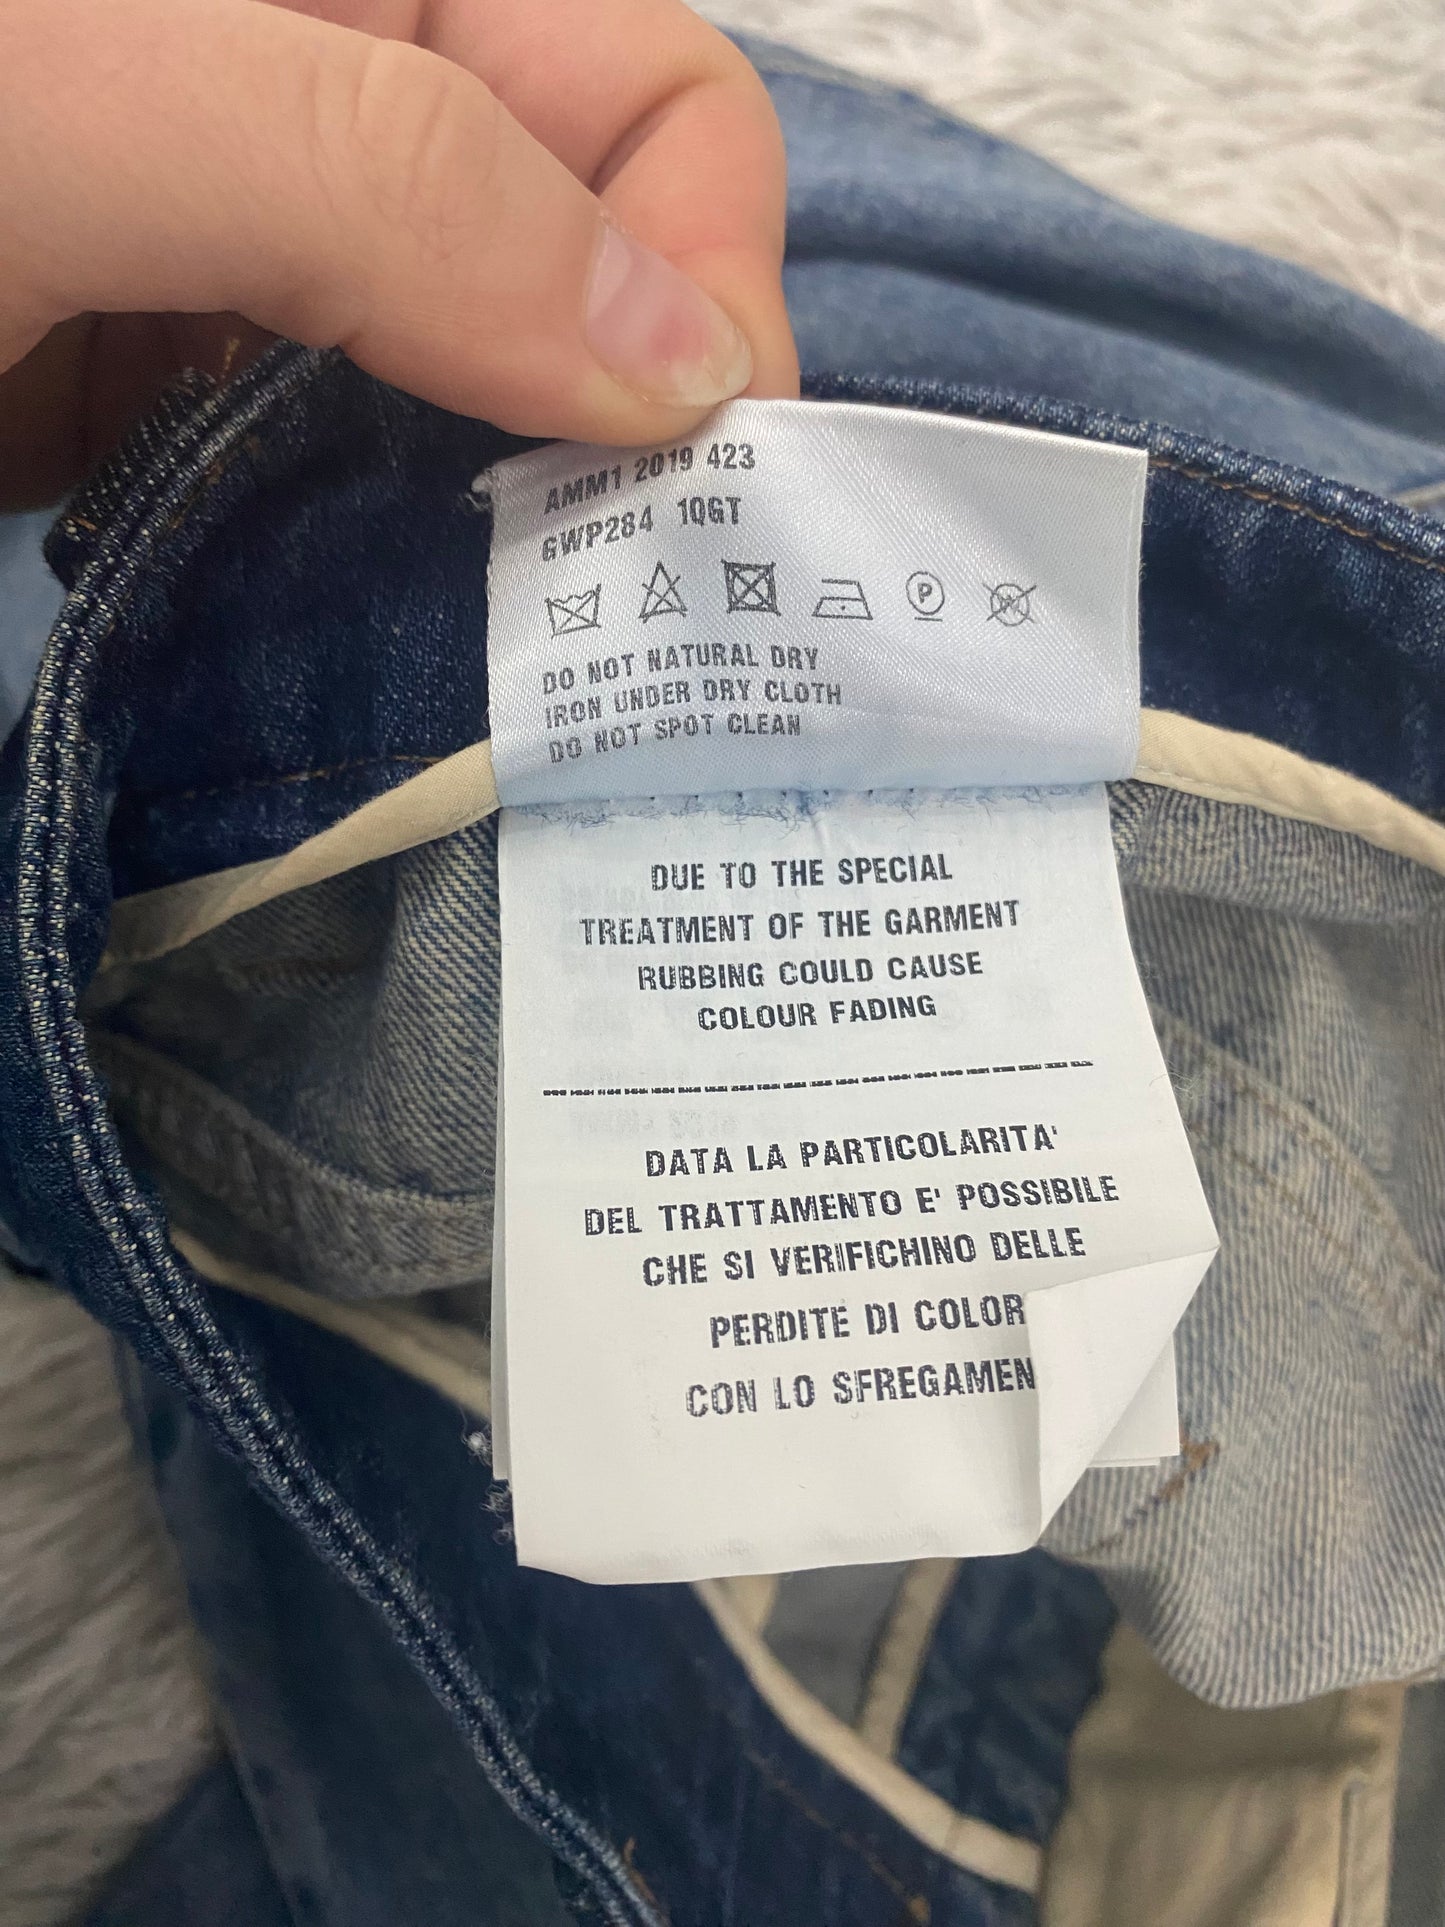 AMM1 2019 423
6WP284 1QGT
P
DO NOT NATURAL DRY
IRON UNDER DRY CLOTH
DO NOT SPOT CLEAN
DUE TO THE SPECIAL
TREATMENT OF THE GARMENT
RUBBING COULD CAUSE
COLOUR FADING
DATA LA PARTICOLARITA'
DEL TRATTAMENTO E' POSSIBILE
CHE SI VERIFICHINO DELLE
PERDITE DI COLOR
CON LO SFREGAMEN